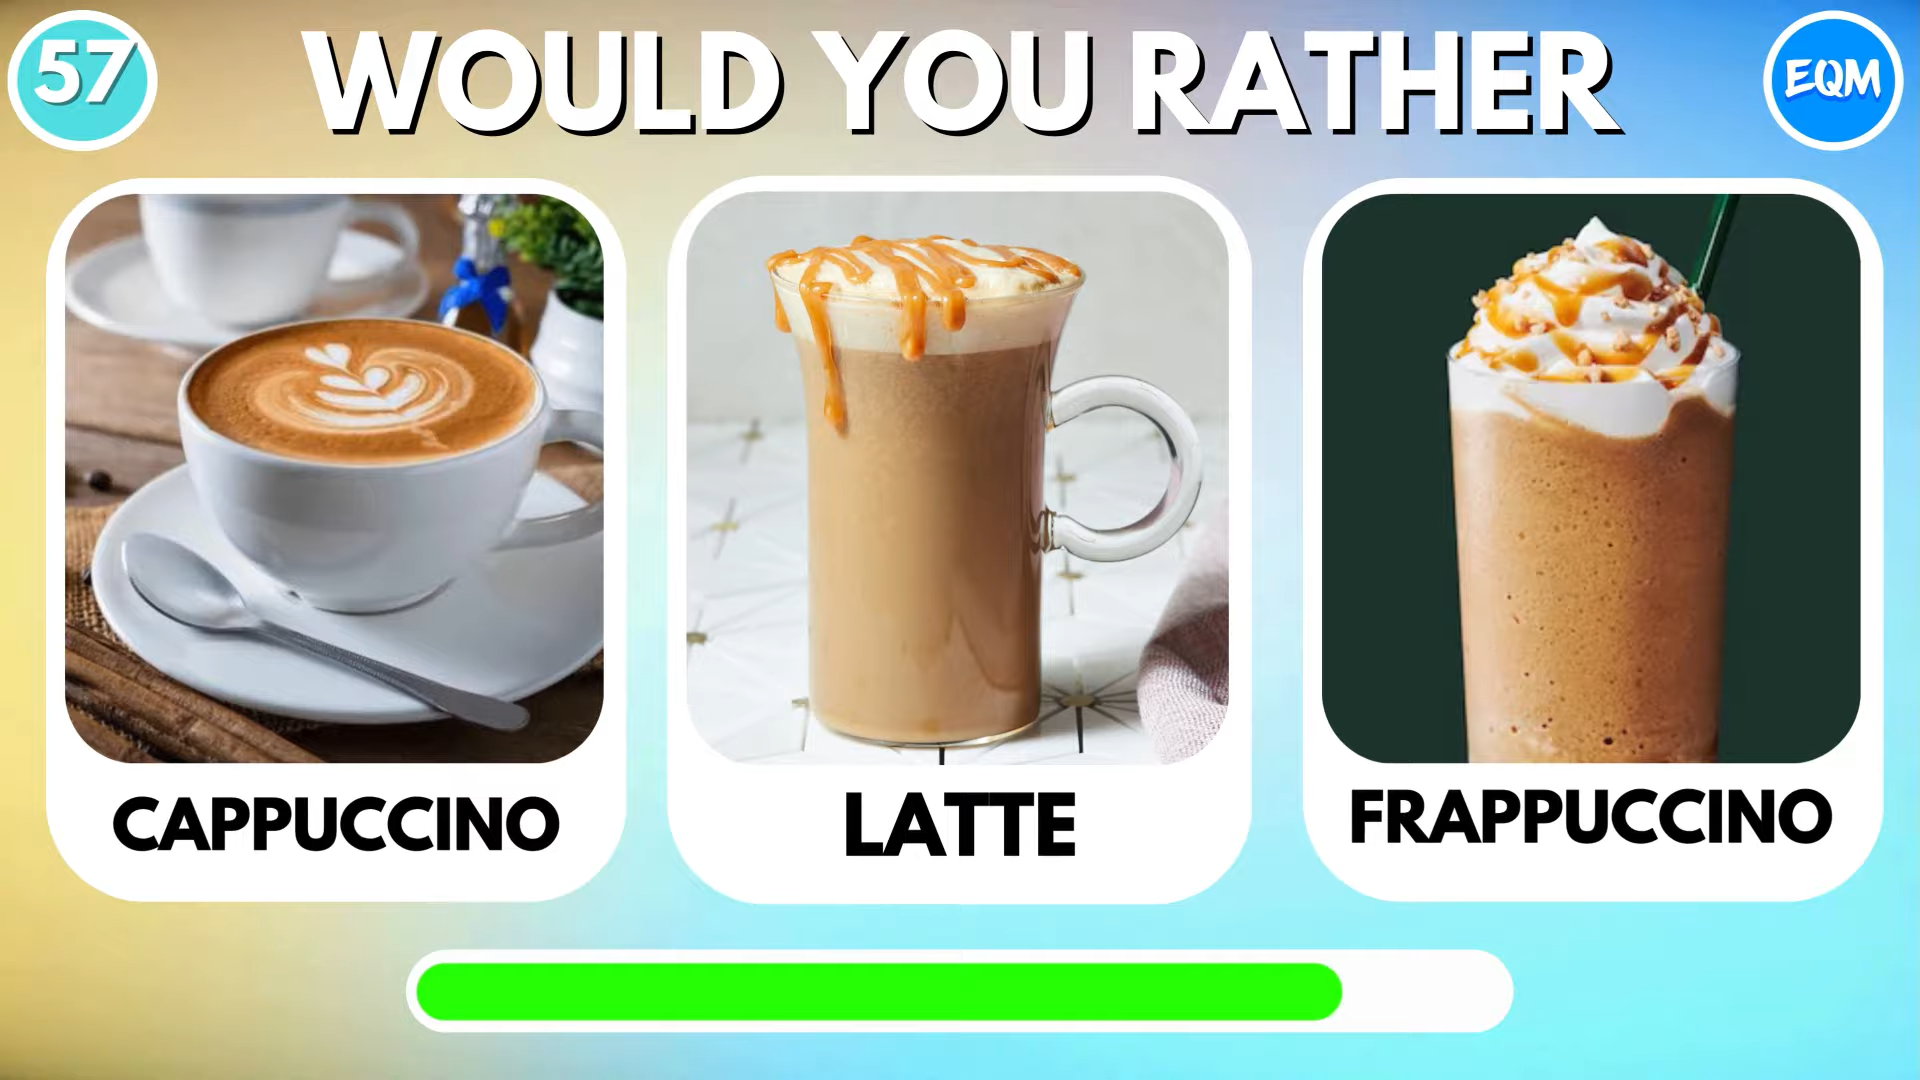 57
WOULD YOU RATHER
EQM
CAPPUCCINO
LATTE
FRAPPUCCINO